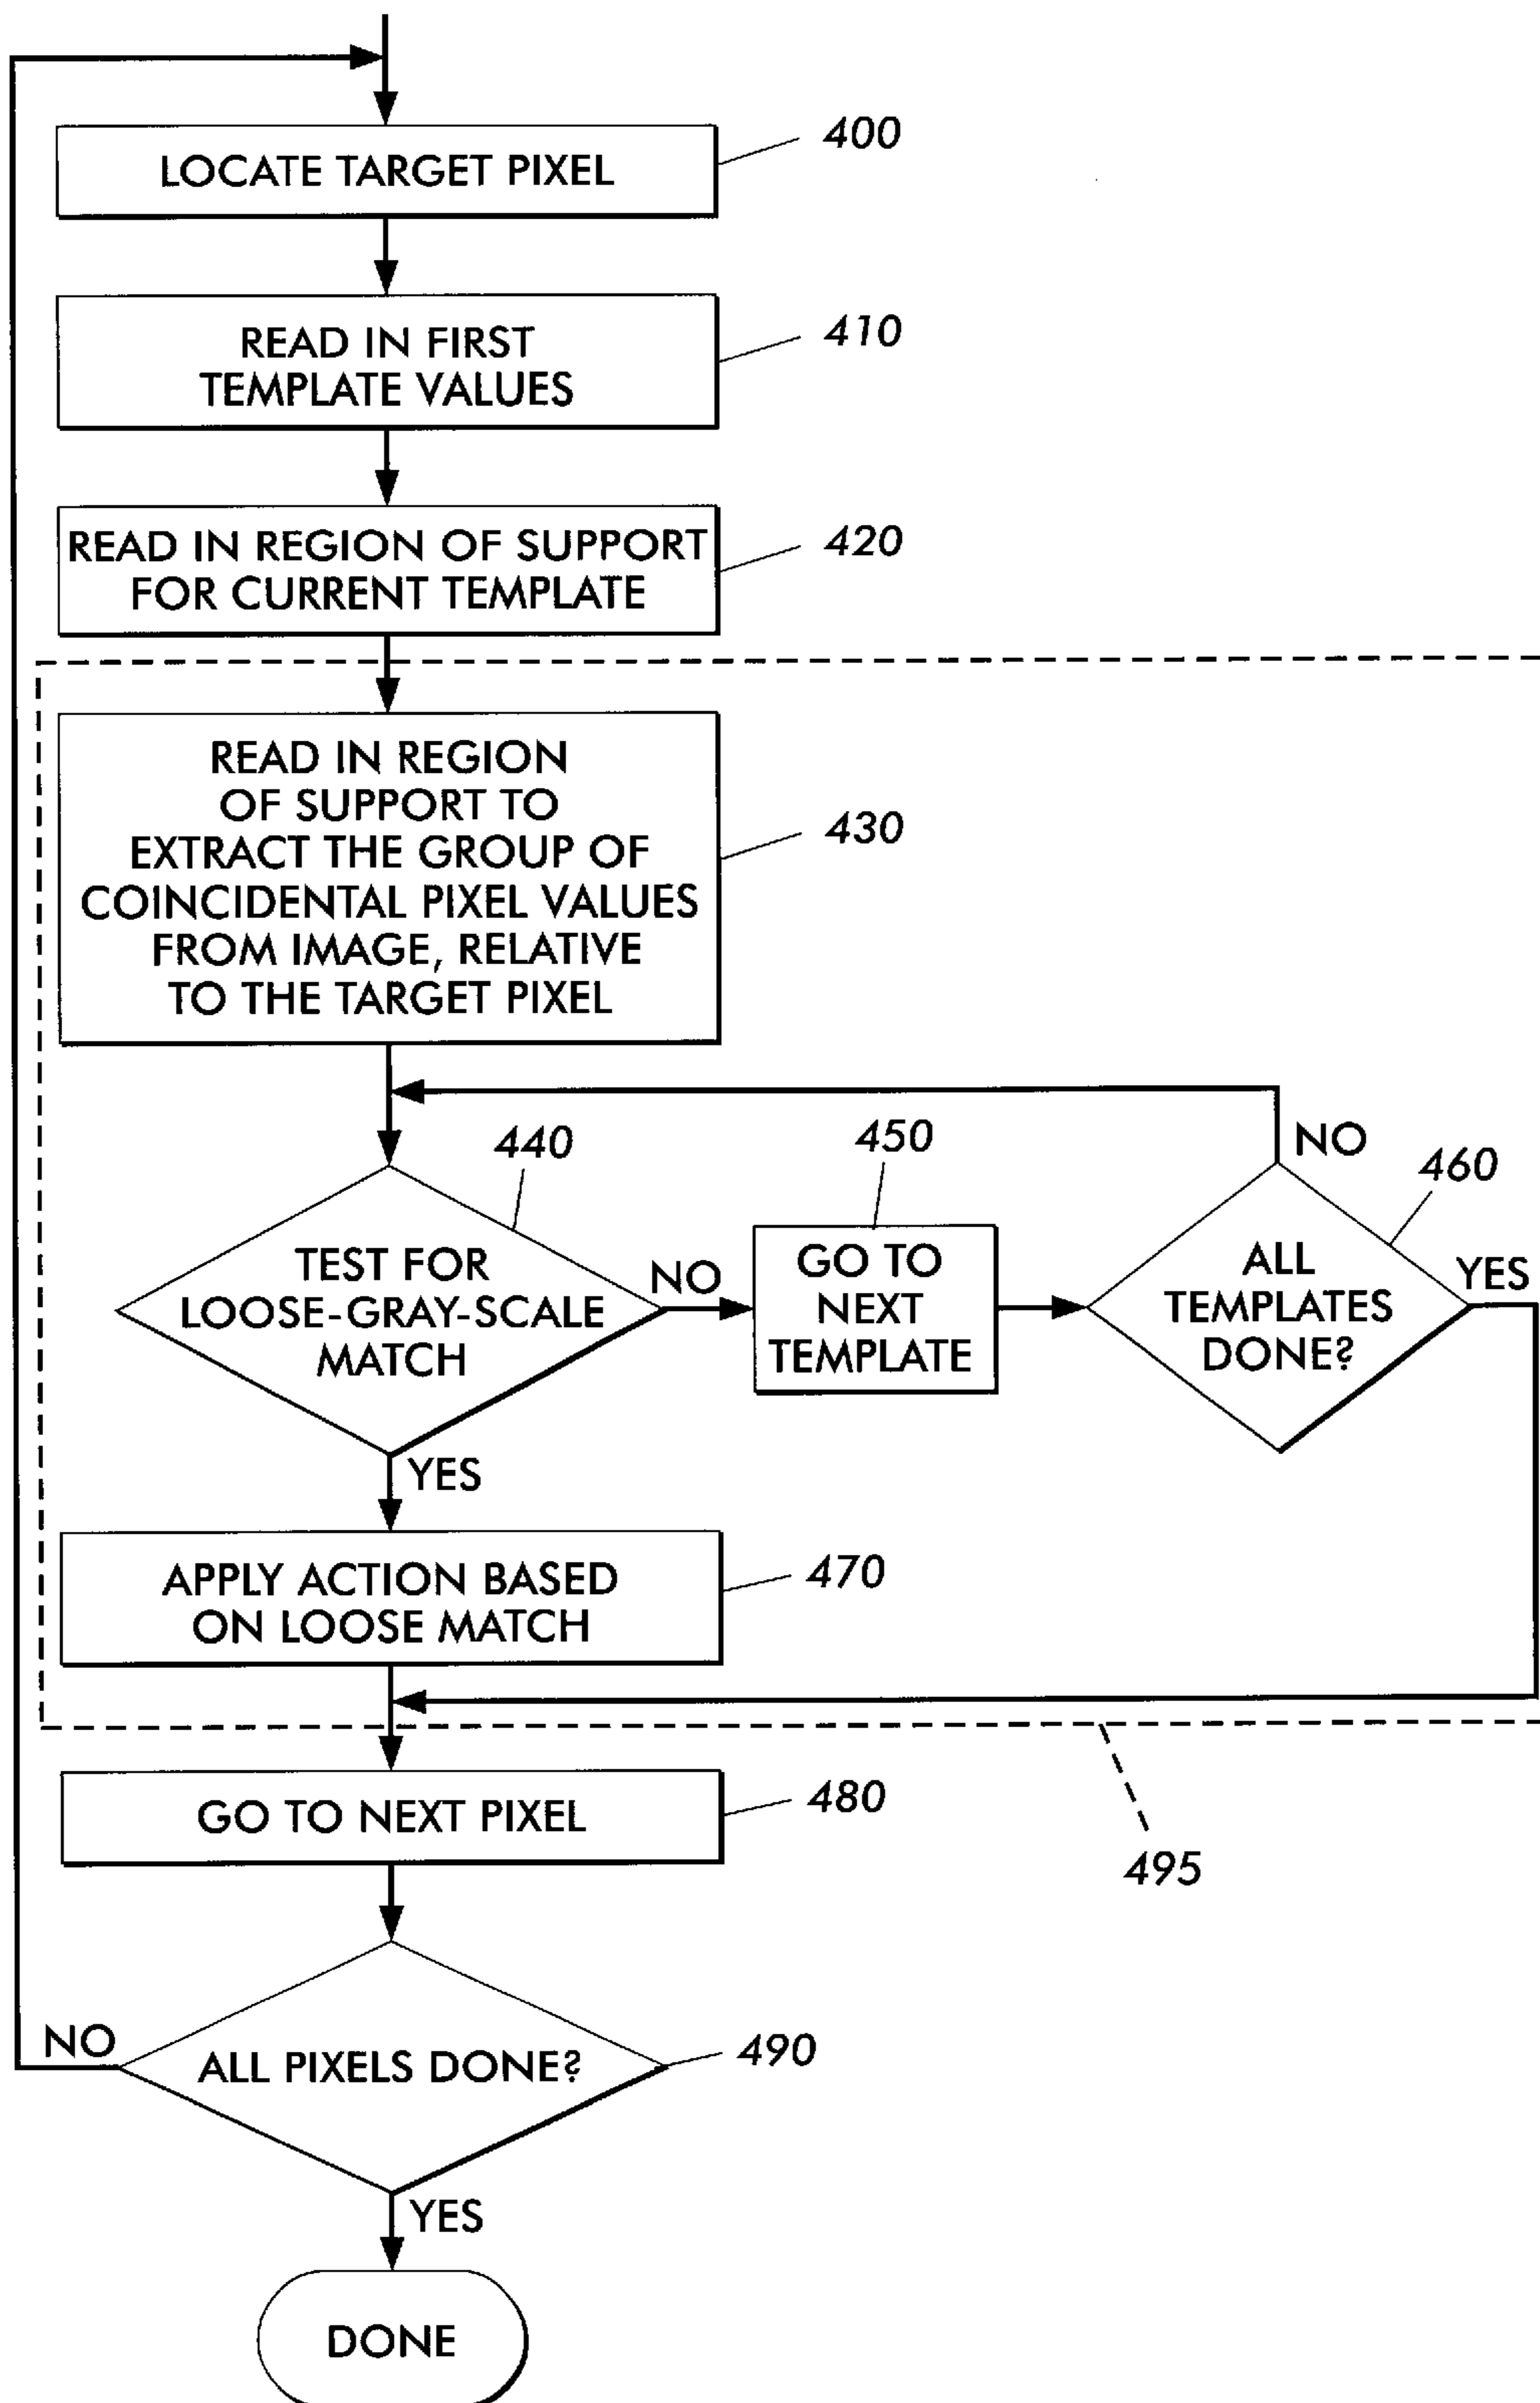 LOCATE TARGET PIXEL
400
READ IN FIRST
TEMPLATE VALUES
410
READ IN REGION OF SUPPORT
FOR CURRENT TEMPLATE
420
READ IN REGION
OF SUPPORT TO
EXTRACT THE GROUP OF
COINCIDENTAL PIXEL VALUES
FROM IMAGE, RELATIVE
TO THE TARGET PIXEL
430
440
TEST FOR
LOOSE-GRAY-SCALE
MATCH
NO
YES
450
GO TO
NEXT
TEMPLATE
460
ALL
TEMPLATES
DONE?
NO
YES
APPLY ACTION BASED
ON LOOSE MATCH
470
GO TO NEXT PIXEL
480
495
ALL PIXELS DONE?
490
NO
YES
DONE